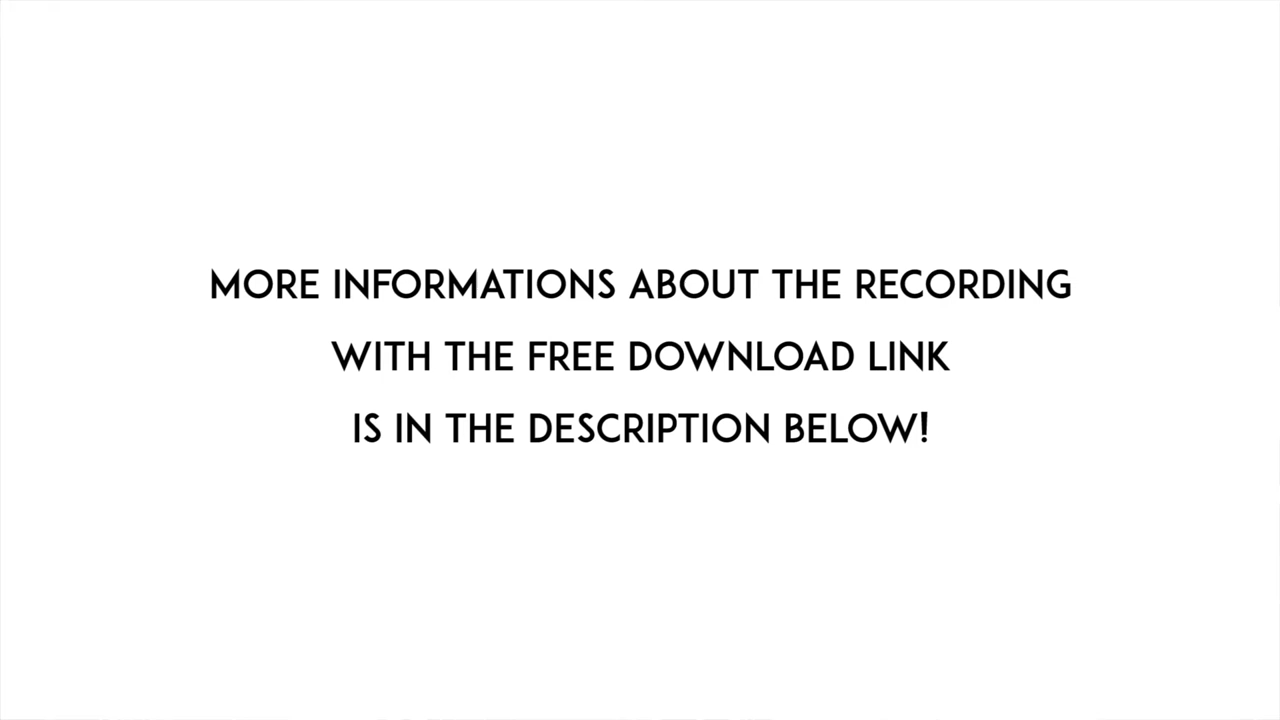 MORE INFORMATIONS ABOUT THE RECORDING
WITH THE FREE DOWNLOAD LINK
IS IN THE DESCRIPTION BELOW!